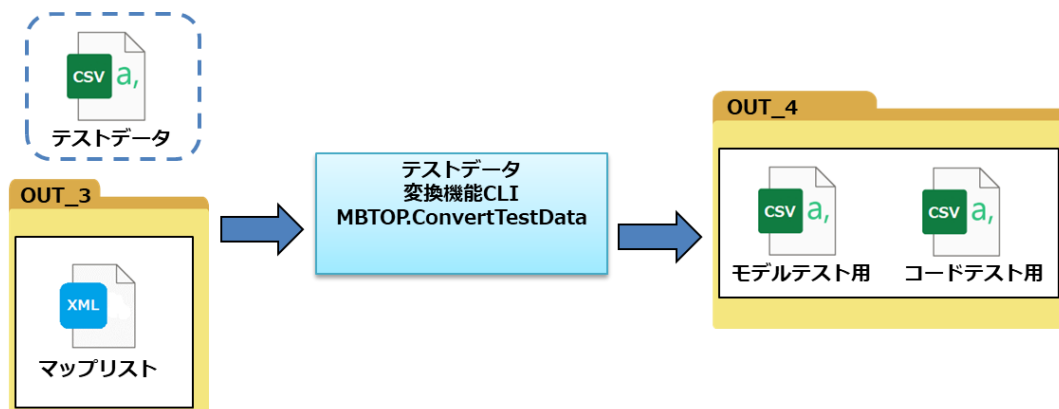 CSV a,
テストデータ
OUT_3
XML
マップリスト
テストデータ
変換機能CLI
MBTOP.ConvertTestData
OUT_4
CSV a,
モデルテスト用
CSV a,
コードテスト用